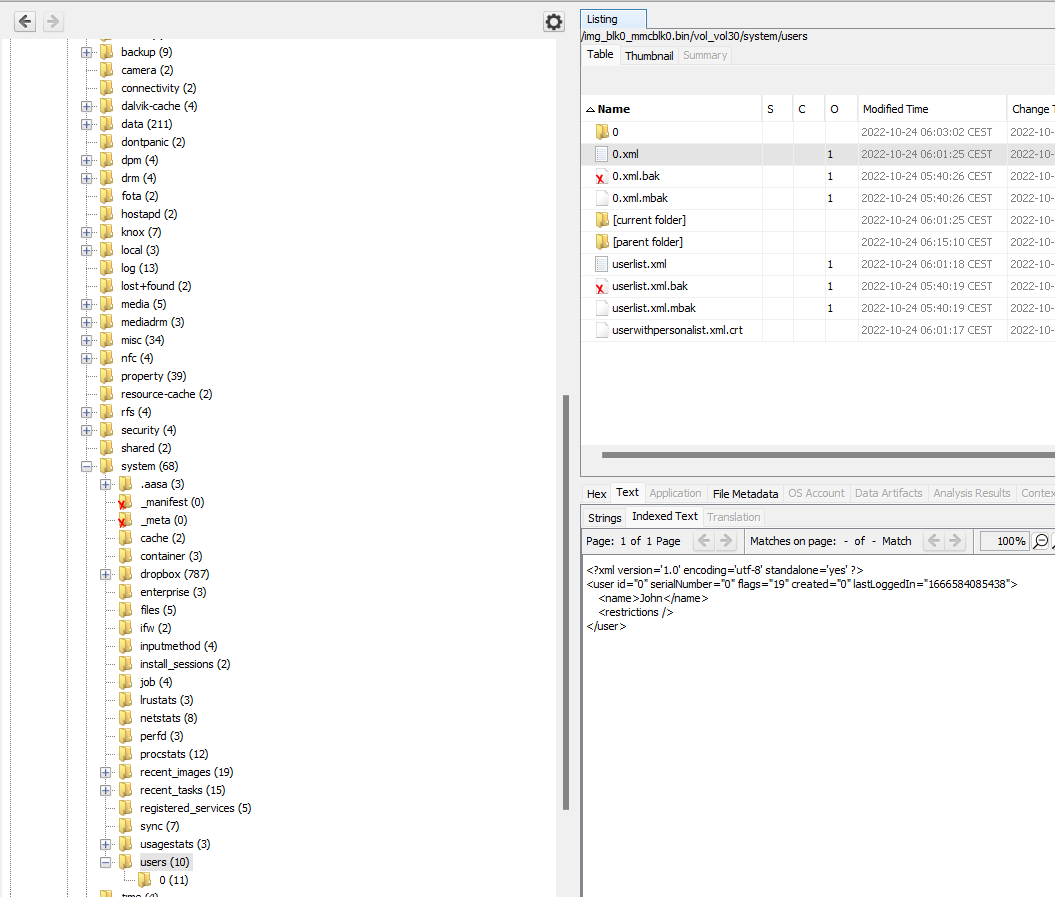 backup (9)
camera (2)
connectivity (2)
dalvik-cache (4)
data (211)
dontpanic (2)
dpm (4)
drm (4)
fota (2)
hostapd (2)
knox (7)
local (3)
log (13)
lost+found (2)
media (5)
mediadrm (3)
misc (34)
nfc (4)
property (39)
resource-cache (2)
rfs (4)
security (4)
shared (2)
system (68)
.aasa (3)
_manifest (0)
_meta (0)
cache (2)
container (3)
dropbox (787)
enterprise (3)
files (5)
ifw (2)
inputmethod (4)
install_sessions (2)
job (4)
lrustats (3)
netstats (8)
perfd (3)
procstats (12)
recent_images (19)
recent_tasks (15)
registered_services (5)
sync (7)
usagestats (3)
users (10)
0 (11)
time (4)
Listing
/img_blk0_mmcblk0.bin/vol_vol30/system/users
Table Thumbnail Summary
Name S C O Modified Time Change T
0 2022-10-24 06:03:02 CEST 2022-10-
0.xml 1 2022-10-24 06:01:25 CEST 2022-10-
0.xml.bak 1 2022-10-24 05:40:26 CEST 2022-10-
0.xml.mbak 1 2022-10-24 05:40:26 CEST 2022-10-
[current folder] 2022-10-24 06:01:25 CEST 2022-10-
[parent folder] 2022-10-24 06:15:10 CEST 2022-10-
userlist.xml 1 2022-10-24 06:01:18 CEST 2022-10-
userlist.xml.bak 1 2022-10-24 05:40:19 CEST 2022-10-
userlist.xml.mbak 1 2022-10-24 05:40:19 CEST 2022-10-
userwithpersonalist.xml.crt 2022-10-24 06:01:17 CEST 2022-10-
Hex Text Application File Metadata OS Account Data Artifacts Analysis Results Contex
Strings Indexed Text Translation
Page: 1 of 1 Page Matches on page: - of - Match 100%
<?xml version='1.0' encoding='utf-8' standalone='yes' ?>
<user id="0" serialNumber="0" flags="19" created="0" lastLoggedIn="1666584085438">
<name>John</name>
<restrictions />
</user>